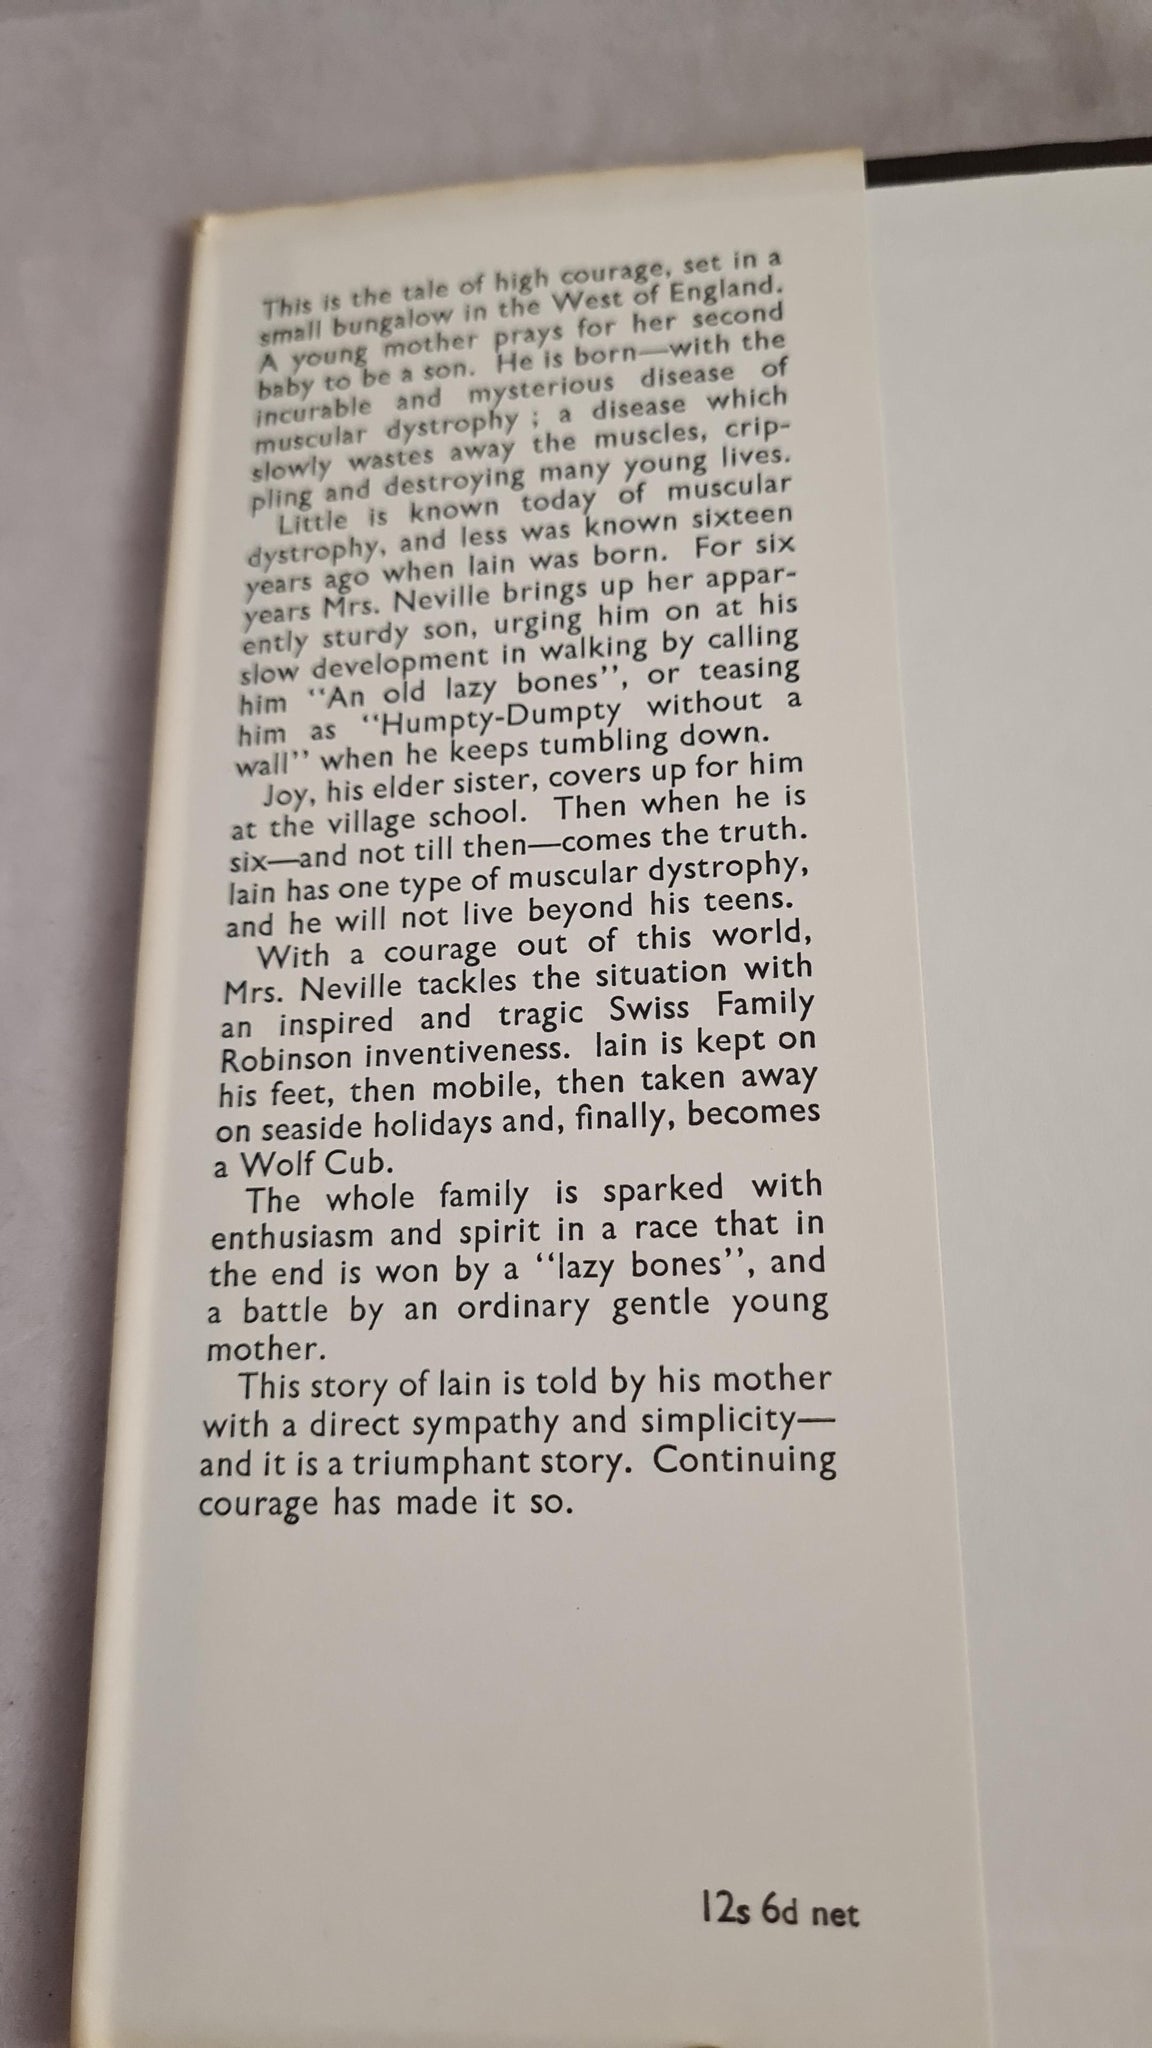 This is the tale of high courage, set in a
small bungalow in the West of England.
A young mother prays for her second
baby to be a son. He is born—with the
incurable and mysterious disease of
muscular dystrophy ; a disease which
slowly wastes away the muscles, crip-
pling and destroying many young lives.
Little is known today of muscular
dystrophy, and less was known sixteen
years ago when Iain was born. For six
years Mrs. Neville brings up her appar-
ently sturdy son, urging him on at his
slow development in walking by calling
him “An old lazy bones”, or teasing
him as “Humpty-Dumpty without a
wall” when he keeps tumbling down.
Joy, his elder sister, covers up for him
at the village school. Then when he is
six—and not till then—comes the truth.
Iain has one type of muscular dystrophy,
and he will not live beyond his teens.
With a courage out of this world,
Mrs. Neville tackles the situation with
an inspired and tragic Swiss Family
Robinson inventiveness. Iain is kept on
his feet, then mobile, then taken away
on seaside holidays and, finally, becomes
a Wolf Cub.
The whole family is sparked with
enthusiasm and spirit in a race that in
the end is won by a “lazy bones”, and
a battle by an ordinary gentle young
mother.
This story of Iain is told by his mother
with a direct sympathy and simplicity—
and it is a triumphant story. Continuing
courage has made it so.
12s 6d net